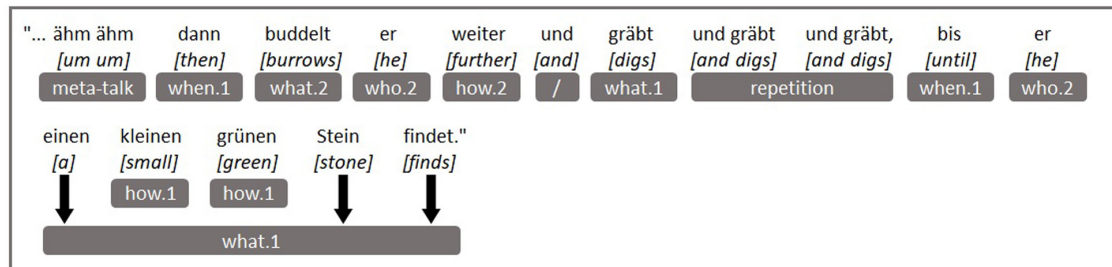 "... ähm ähm dann buddelt er weiter und gräbt und gräbt und gräbt, bis er
[um um] [then] [burrows] [he] [further] [and] [digs] [and digs] [and digs] [until] [he]
meta-talk when.1 what.2 who.2 how.2 / what.1 repetition when.1 who.2
einen kleinen grünen Stein findet."
[a] [small] [green] [stone] [finds]
how.1 how.1
what.1